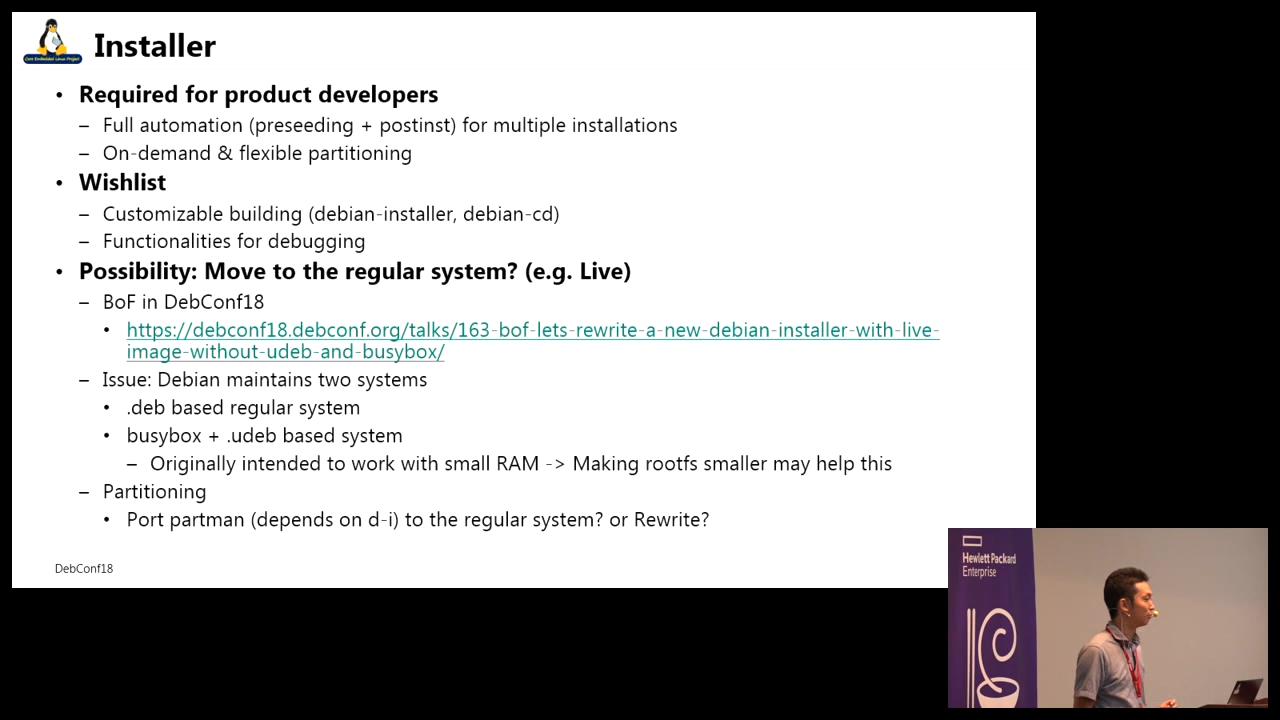 Installer
• Required for product developers
– Full automation (preseeding + postinst) for multiple installations
– On-demand & flexible partitioning
• Wishlist
– Customizable building (debian-installer, debian-cd)
– Functionalities for debugging
• Possibility: Move to the regular system? (e.g. Live)
– BoF in DebConf18
• https://debconf18.debconf.org/talks/163-bof-lets-rewrite-a-new-debian-installer-with-live-
image-without-udeb-and-busybox/
– Issue: Debian maintains two systems
• .deb based regular system
• busybox + .udeb based system
– Originally intended to work with small RAM -> Making rootfs smaller may help this
– Partitioning
• Port partman (depends on d-i) to the regular system? or Rewrite?
DebConf18
Hewlett Packard
Enterprise